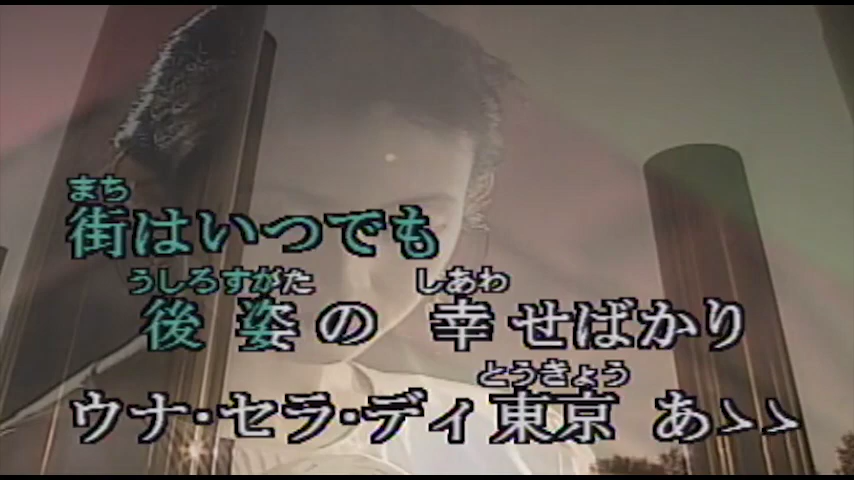 まち
街はいつでも
うしろすがた しあわ
後姿の 幸せばかり
とうきょう
ウナ・セラ・ディ東京 あゝゝ